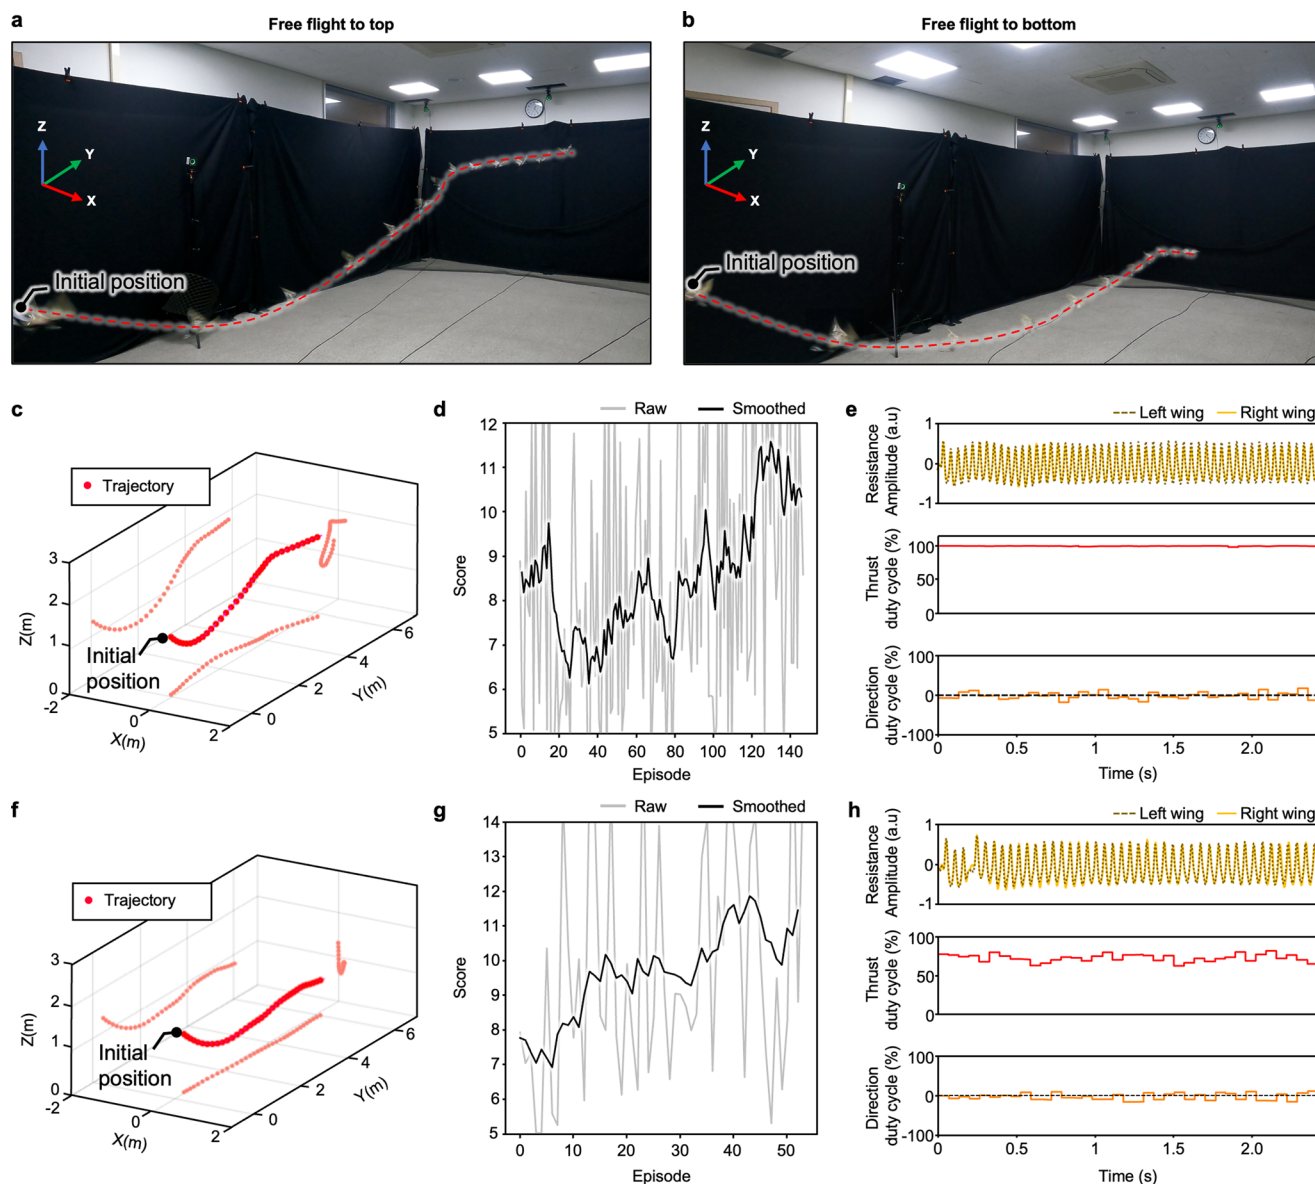 a
Free flight to top
b
Free flight to bottom
Z
Y
X
Initial position
Z
Y
X
Initial position
c
Trajectory
3
2
1
0
Z(m)
-2
0
2
X(m)
0
2
4
6
Y(m)
Initial
position
d
Raw
Smoothed
12
11
10
9
8
7
6
5
Score
0 20 40 60 80 100 120 140
Episode
e
Left wing
Right wing
Resistance
Amplitude (a.u)
1
0
-1
Thrust
duty cycle (%)
100
50
0
Direction
duty cycle (%)
100
0
-100
0 0.5 1 1.5 2.0
Time (s)
f
Trajectory
3
2
1
0
Z(m)
-2
0
2
X(m)
0
2
4
6
Y(m)
Initial
position
g
Raw
Smoothed
14
13
12
11
10
9
8
7
6
5
Score
0 10 20 30 40 50
Episode
h
Left wing
Right wing
Resistance
Amplitude (a.u)
1
0
-1
Thrust
duty cycle (%)
100
50
0
Direction
duty cycle (%)
100
0
-100
0 0.5 1 1.5 2.0
Time (s)